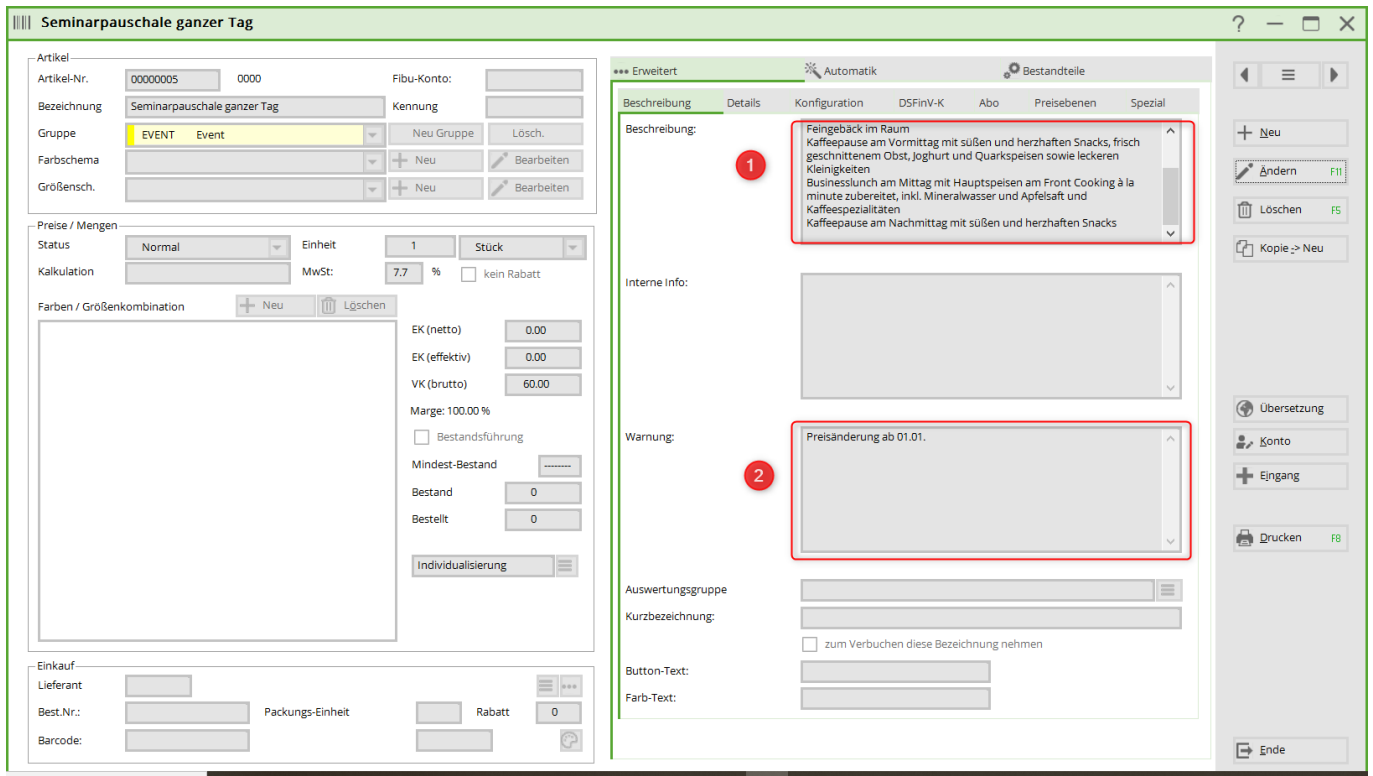 Seminarpauschale ganzer Tag
?
Artikel
Artikel-Nr. 00000005 0000 Fibu-Konto:
Bezeichnung Seminarpauschale ganzer Tag Kennung
Gruppe EVENT Event Neu Gruppe Lösch.
Farbschema Neu Bearbeiten
Größensch. Neu Bearbeiten
Preise / Mengen
Status Normal Einheit 1 Stück
Kalkulation MwSt: 7.7 % kein Rabatt
Farben / Größenkombination Neu Löschen
EK (netto) 0.00
EK (effektiv) 0.00
VK (brutto) 60.00
Marge: 100.00 %
Bestandsführung
Mindest-Bestand --------
Bestand 0
Bestellt 0
Individualisierung
Einkauf
Lieferant
Best.Nr.: Packungs-Einheit Rabatt 0
Barcode:
Erweitert Automatik Bestandteile
Beschreibung Details Konfiguration DSFinV-K Abo Preisebenen Spezial
Beschreibung:
1
Feingebäck im Raum
Kaffeepause am Vormittag mit süßen und herzhaften Snacks, frisch
geschnittenem Obst, Joghurt und Quarkspeisen sowie leckeren
Kleinigkeiten
Businesslunch am Mittag mit Hauptspeisen am Front Cooking à la
minute zubereitet, inkl. Mineralwasser und Apfelsaft und
Kaffeespezialitäten
Kaffeepause am Nachmittag mit süßen und herzhaften Snacks
Interne Info:
Warnung: Preisänderung ab 01.01.
2
Auswertungsgruppe
Kurzbezeichnung:
zum Verbuchen diese Bezeichnung nehmen
Button-Text:
Farb-Text:
Neu
Ändern F11
Löschen F5
Kopie -> Neu
Übersetzung
Konto
Eingang
Drucken F8
Ende